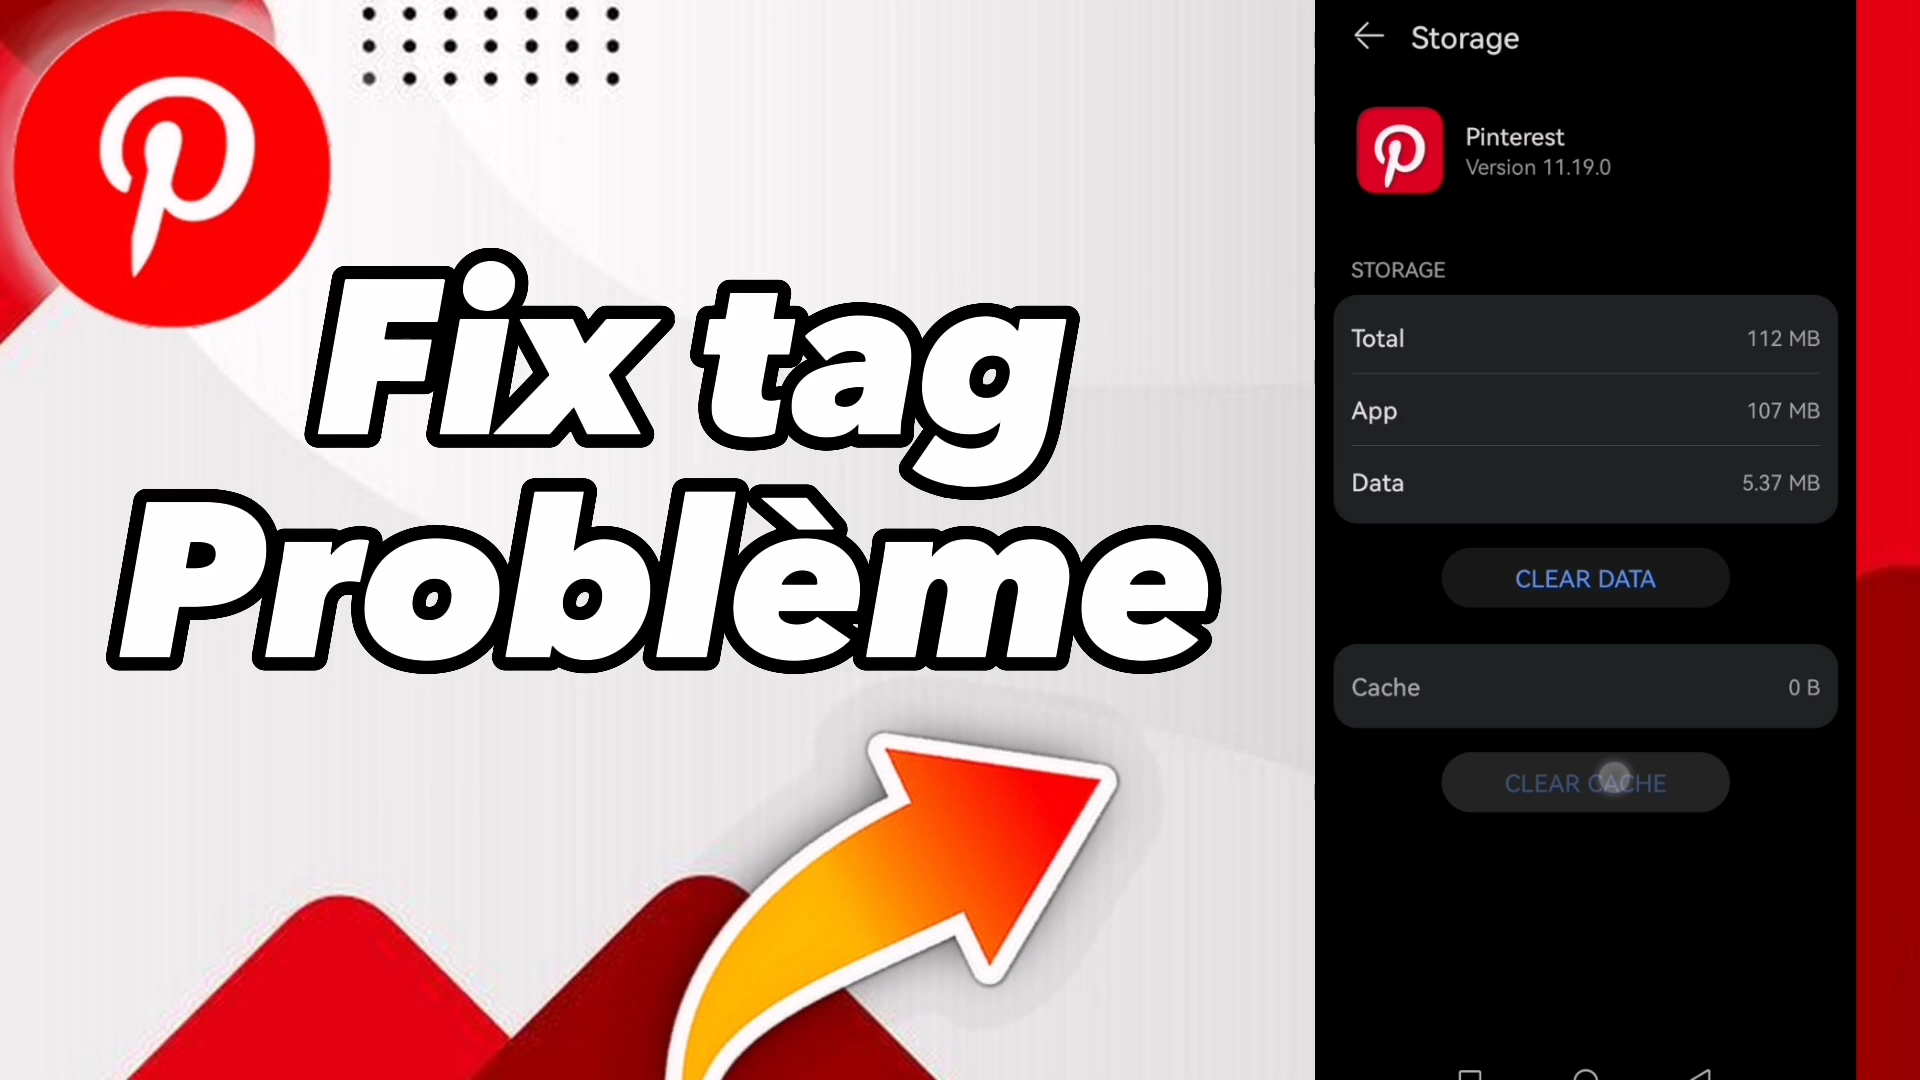 Fix tag
Problème
Storage
Pinterest
Version 11.19.0
STORAGE
Total 112 MB
App 107 MB
Data 5.37 MB
CLEAR DATA
Cache 0 B
CLEAR CACHE